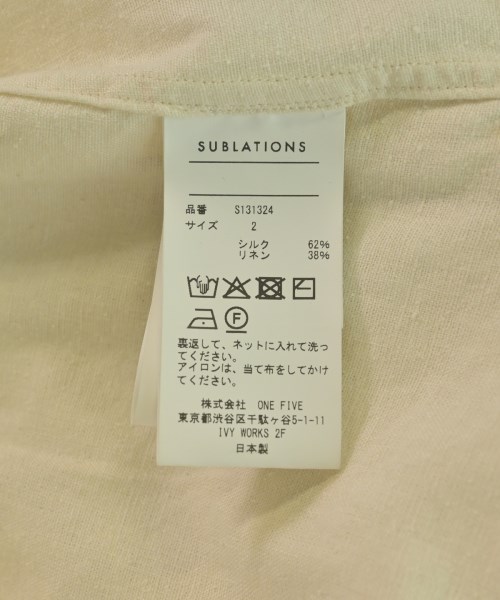 SUBLATIONS
品番 S131324
サイズ 2
シルク 62%
リネン 38%
F
裏返して、ネットに入れて洗っ
てください。
アイロンは、当て布をしてかけ
てください。
株式会社 ONE FIVE
東京都渋谷区千駄ヶ谷5-1-11
IVY WORKS 2F
日本製